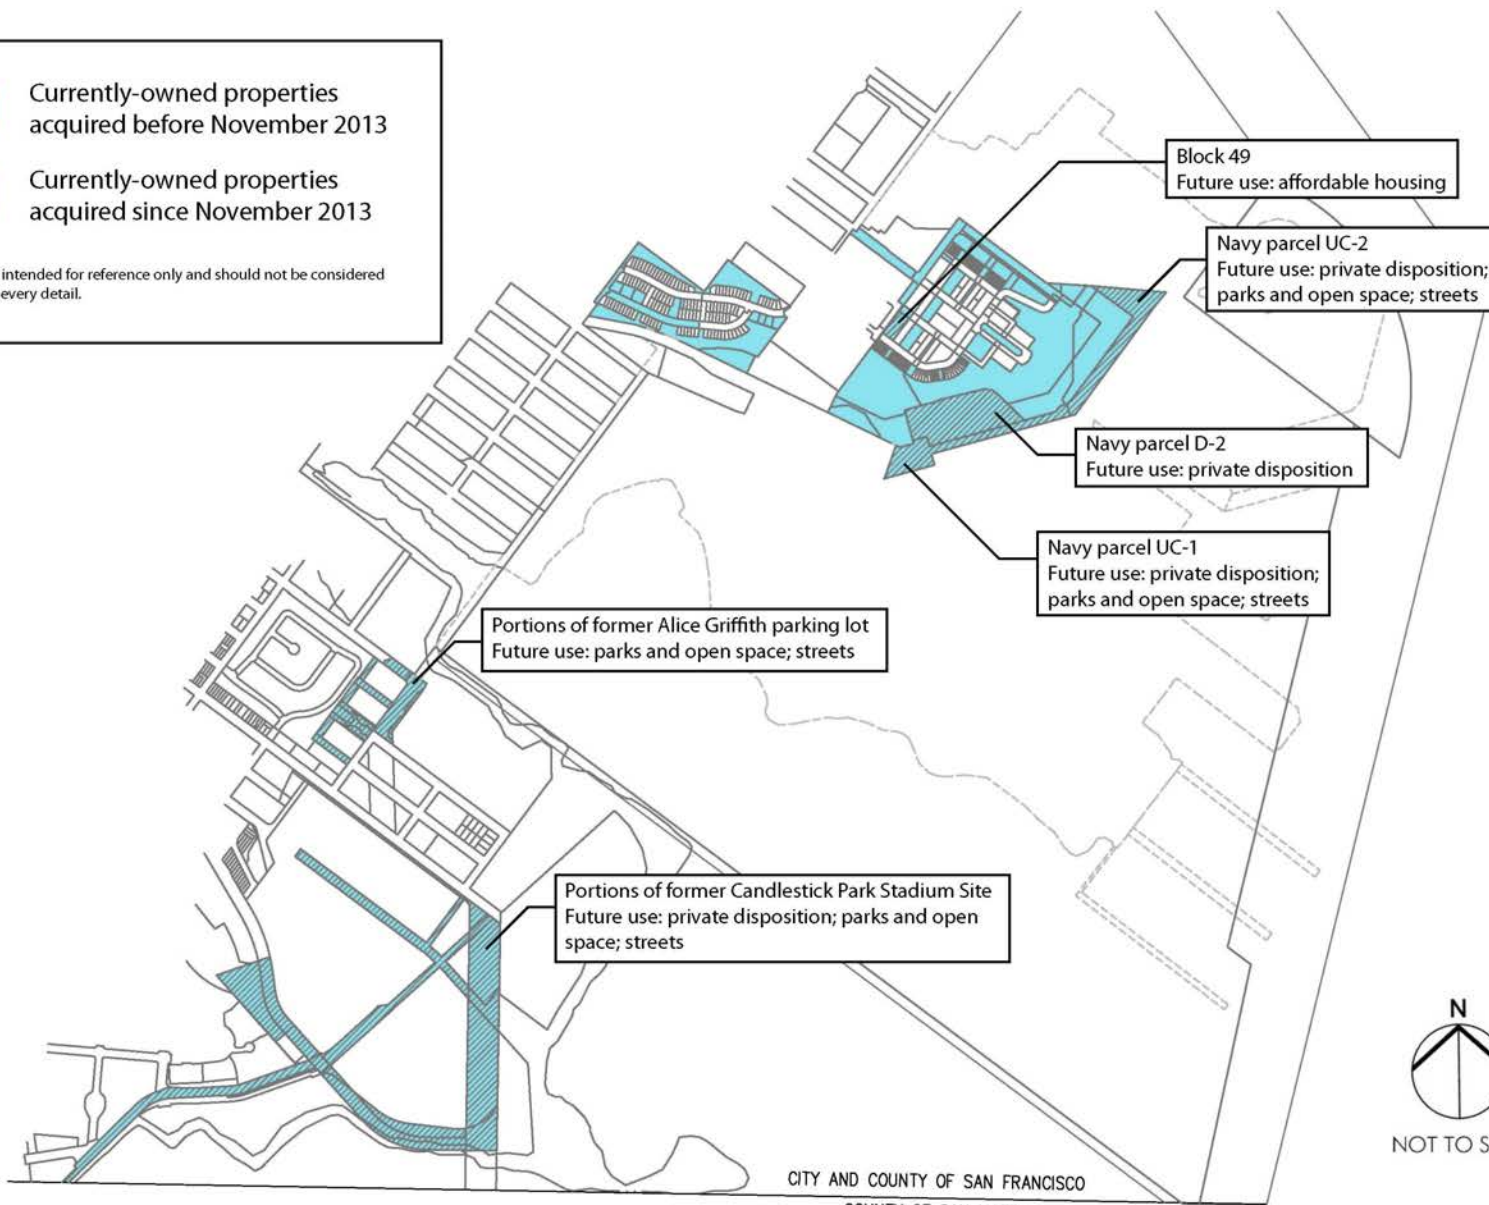 Currently-owned properties
acquired before November 2013
Currently-owned properties
acquired since November 2013
intended for reference only and should not be considered
every detail.
Block 49
Future use: affordable housing
Navy parcel UC-2
Future use: private disposition;
parks and open space; streets
Navy parcel D-2
Future use: private disposition
Navy parcel UC-1
Future use: private disposition;
parks and open space; streets
Portions of former Alice Griffith parking lot
Future use: parks and open space; streets
Portions of former Candlestick Park Stadium Site
Future use: private disposition; parks and open
space; streets
N
NOT TO S
CITY AND COUNTY OF SAN FRANCISCO